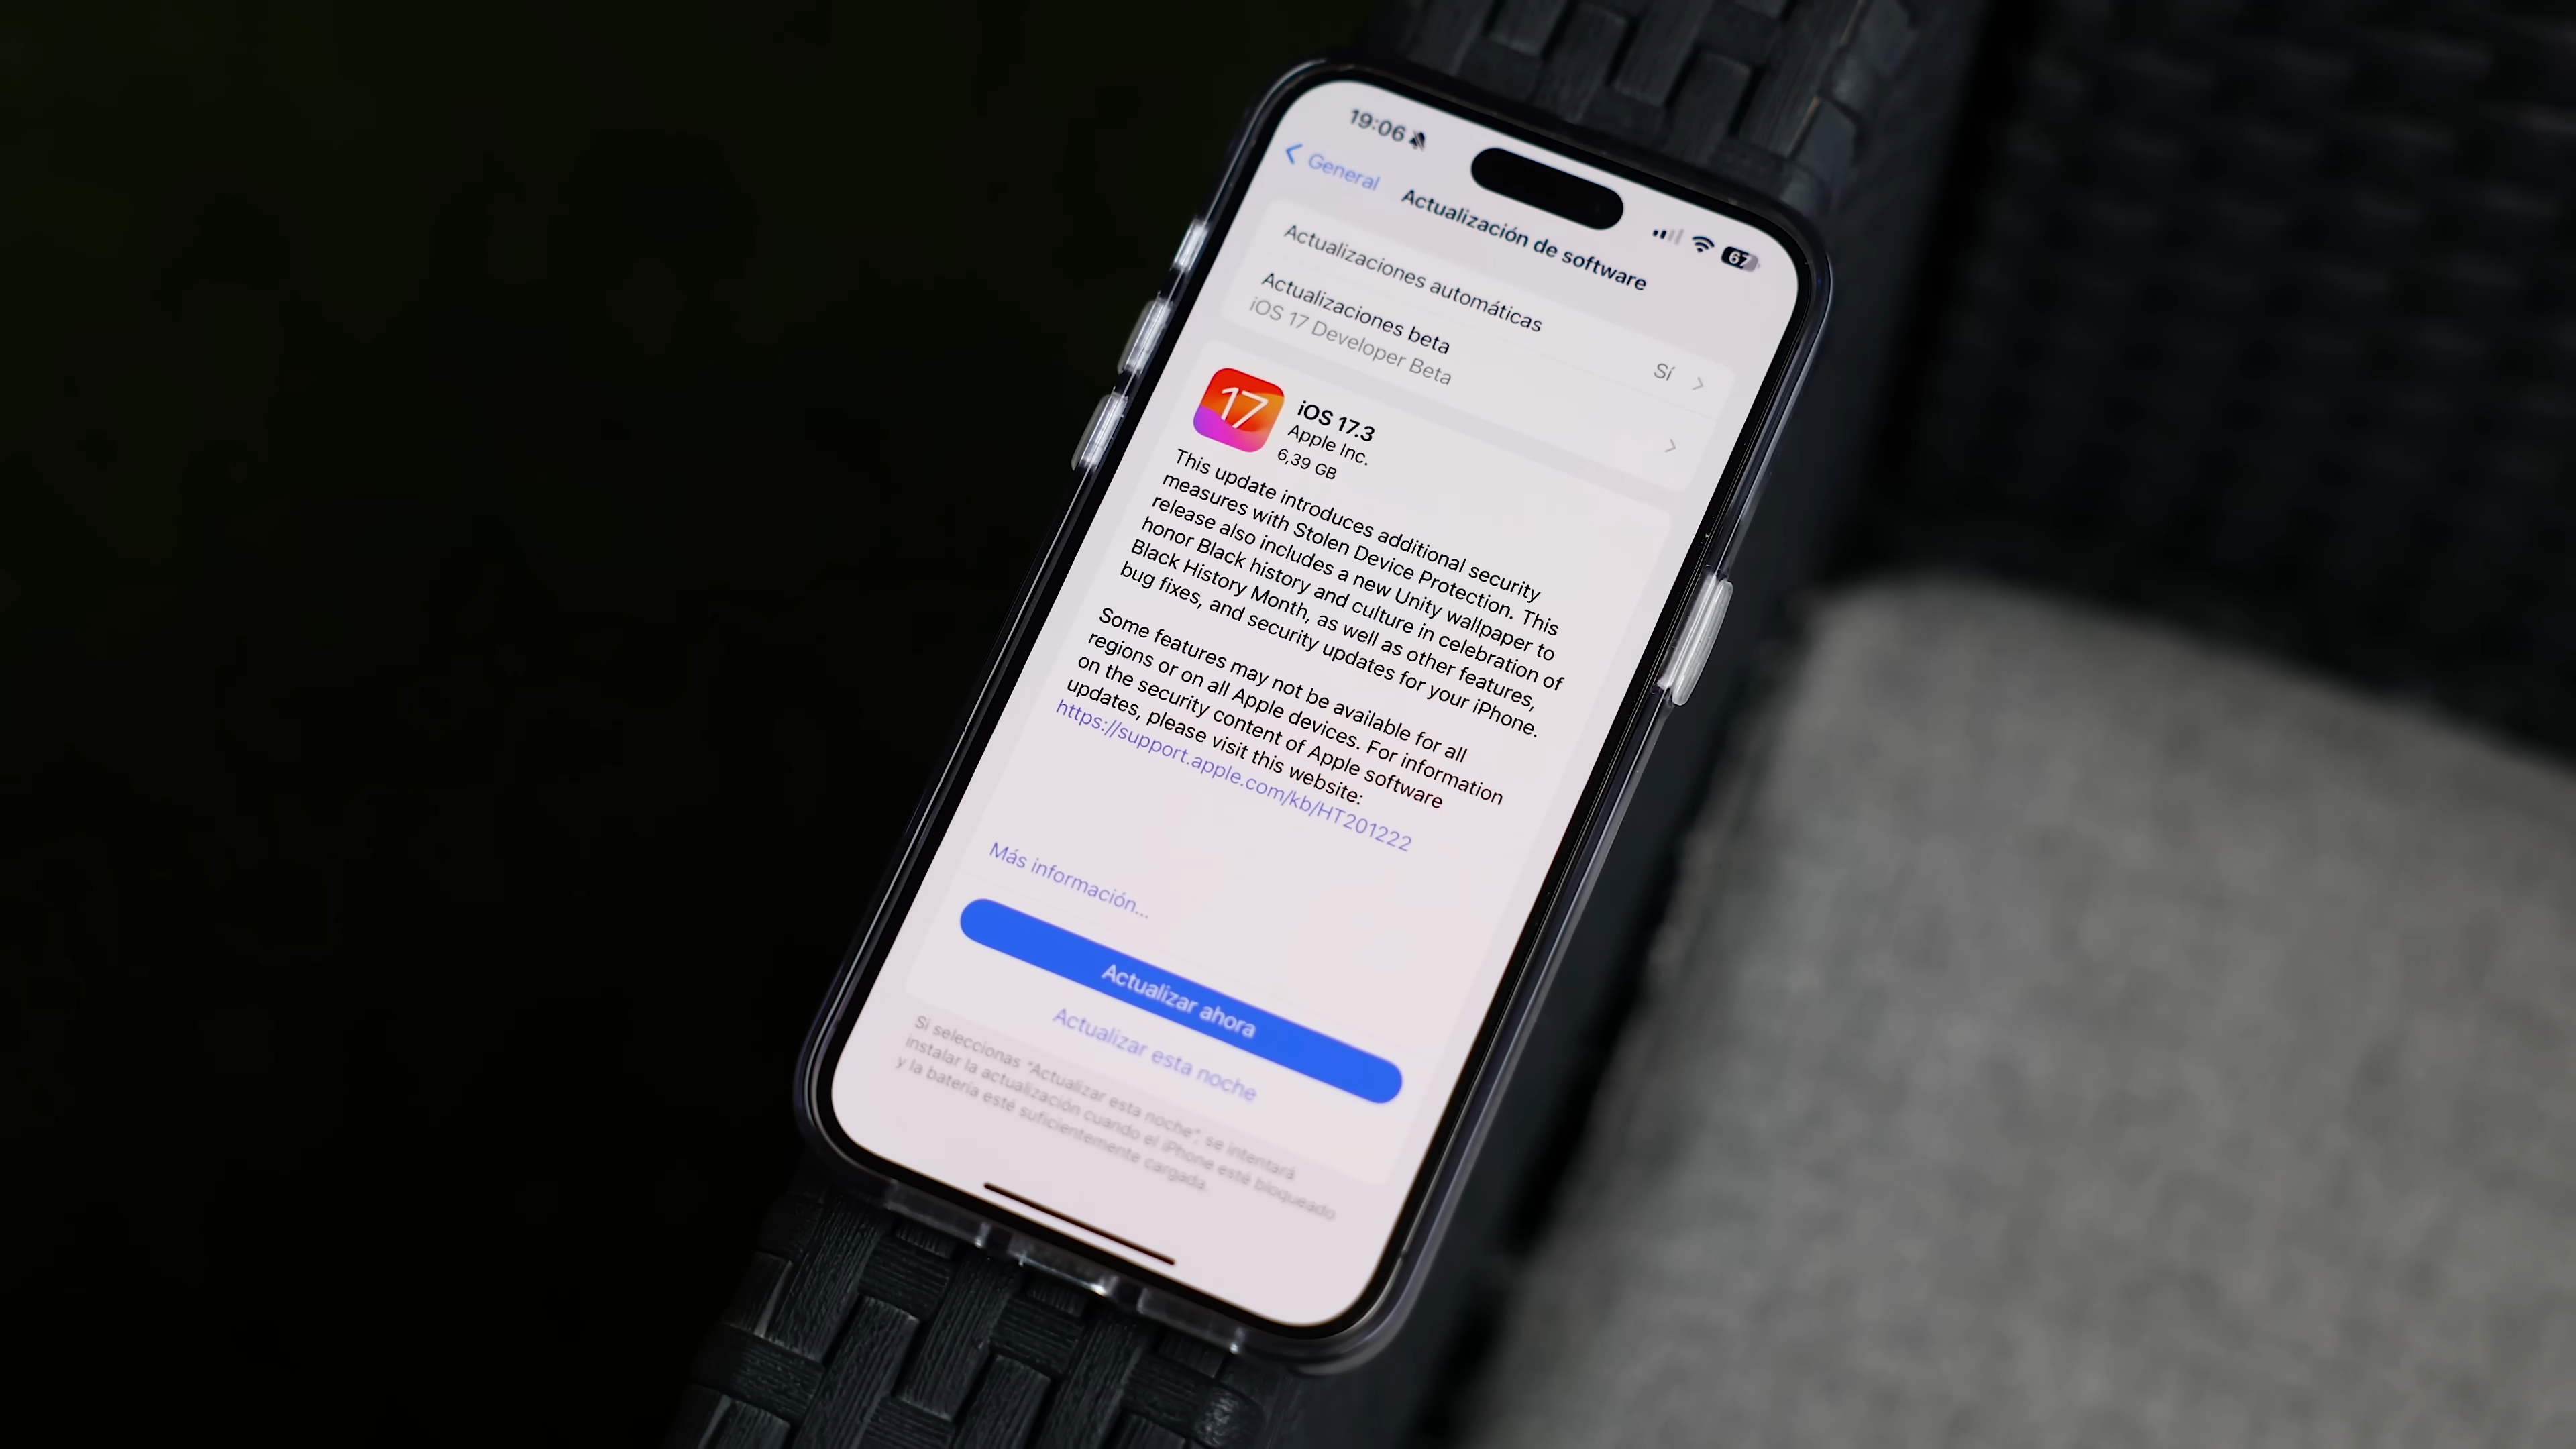 19:06
67
General
Actualización de software
Actualizaciones automáticas
Sí
Actualizaciones beta
iOS 17 Developer Beta
17
iOS 17.3
Apple Inc.
6,39 GB
This update introduces additional security
measures with Stolen Device Protection. This
release also includes a new Unity wallpaper to
honor Black history and culture in celebration of
Black History Month, as well as other features,
bug fixes, and security updates for your iPhone.
Some features may not be available for all
regions or on all Apple devices. For information
on the security content of Apple software
updates, please visit this website:
https://support.apple.com/kb/HT201222
Más información...
Actualizar ahora
Actualizar esta noche
Si seleccionas "Actualizar esta noche", se intentará
instalar la actualización cuando el iPhone esté bloqueado
y la batería esté suficientemente cargada.